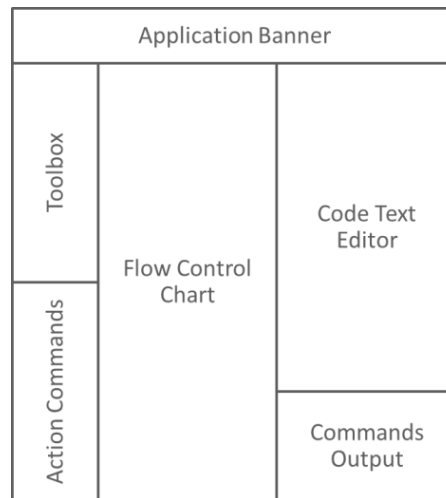 Application Banner
Toolbox
Flow Control
Chart
Code Text
Editor
Action Commands
Commands
Output